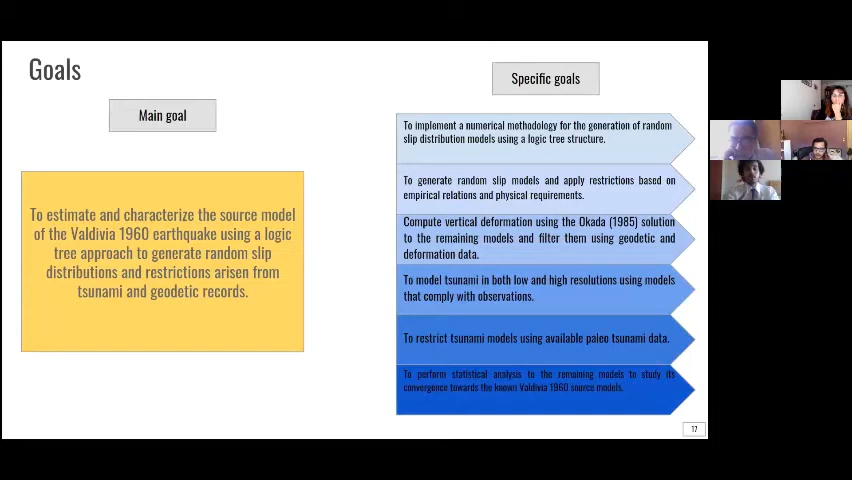 Goals
Main goal
To estimate and characterize the source model
of the Valdivia 1960 earthquake using a logic
tree approach to generate random slip
distributions and restrictions arisen from
tsunami and geodetic records.
Specific goals
To implement a numerical methodology for the generation of random
slip distribution models using a logic tree structure.
To generate random slip models and apply restrictions based on
empirical relations and physical requirements.
Compute vertical deformation using the Okada (1985) solution
to the remaining models and filter them using geodetic and
deformation data.
To model tsunami in both low and high resolutions using models
that comply with observations.
To restrict tsunami models using available paleo tsunami data.
To perform statistical analysis to the remaining models to study its
convergence towards the known Valdivia 1960 source models.
17